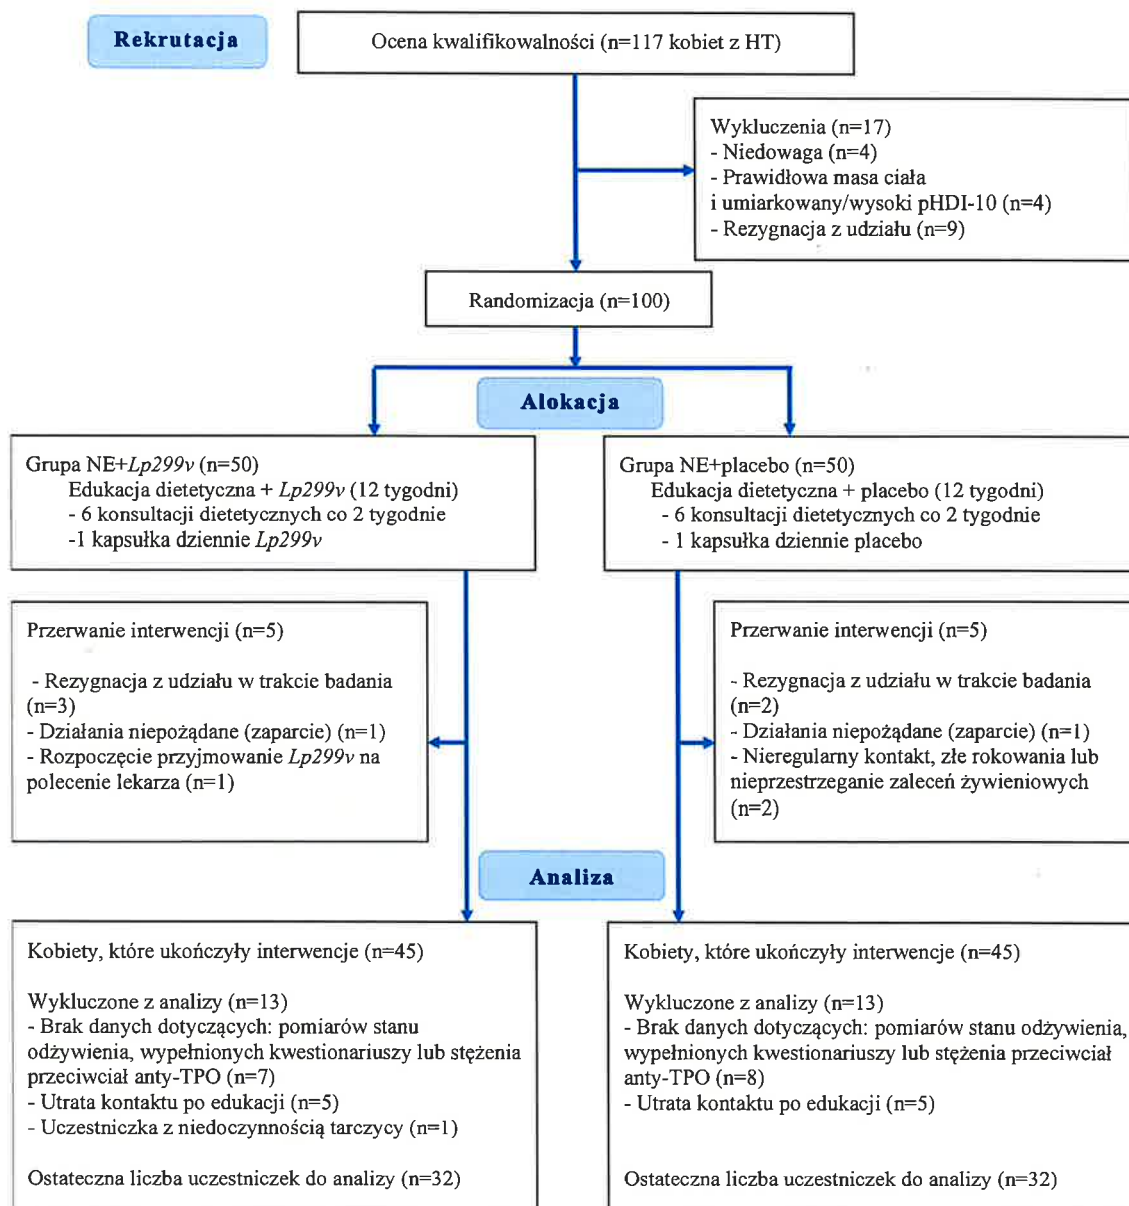 Rekrutacja
Ocena kwalifikowalności (n=117 kobiet z HT)
Wykluczenia (n=17)
- Niedowaga (n=4)
- Prawidłowa masa ciała
i umiarkowany/wysoki pHDI-10 (n=4)
- Rezygnacja z udziału (n=9)
Randomizacja (n=100)
Alokacja
Grupa NE+Lp299v (n=50)
Edukacja dietetyczna + Lp299v (12 tygodni)
- 6 konsultacji dietetycznych co 2 tygodnie
-1 kapsułka dziennie Lp299v
Grupa NE+placebo (n=50)
Edukacja dietetyczna + placebo (12 tygodni)
- 6 konsultacji dietetycznych co 2 tygodnie
- 1 kapsułka dziennie placebo
Przerwanie interwencji (n=5)
- Rezygnacja z udziału w trakcie badania
(n=3)
- Działania niepożądane (zaparcie) (n=1)
- Rozpoczęcie przyjmowanie Lp299v na
polecenie lekarza (n=1)
Przerwanie interwencji (n=5)
- Rezygnacja z udziału w trakcie badania
(n=2)
- Działania niepożądane (zaparcie) (n=1)
- Nieregularny kontakt, złe rokowania lub
nieprzestrzeganie zaleceń żywieniowych
(n=2)
Analiza
Kobiety, które ukończyły interwencje (n=45)
Wykluczone z analizy (n=13)
- Brak danych dotyczących: pomiarów stanu
odżywienia, wypełnionych kwestionariuszy lub stężenia
przeciwciał anty-TPO (n=7)
- Utrata kontaktu po edukacji (n=5)
- Uczestniczka z niedoczynnością tarczycy (n=1)
Ostateczna liczba uczestniczek do analizy (n=32)
Kobiety, które ukończyły interwencje (n=45)
Wykluczone z analizy (n=13)
- Brak danych dotyczących: pomiarów stanu odżywienia,
wypełnionych kwestionariuszy lub stężenia przeciwciał
anty-TPO (n=8)
- Utrata kontaktu po edukacji (n=5)
Ostateczna liczba uczestniczek do analizy (n=32)